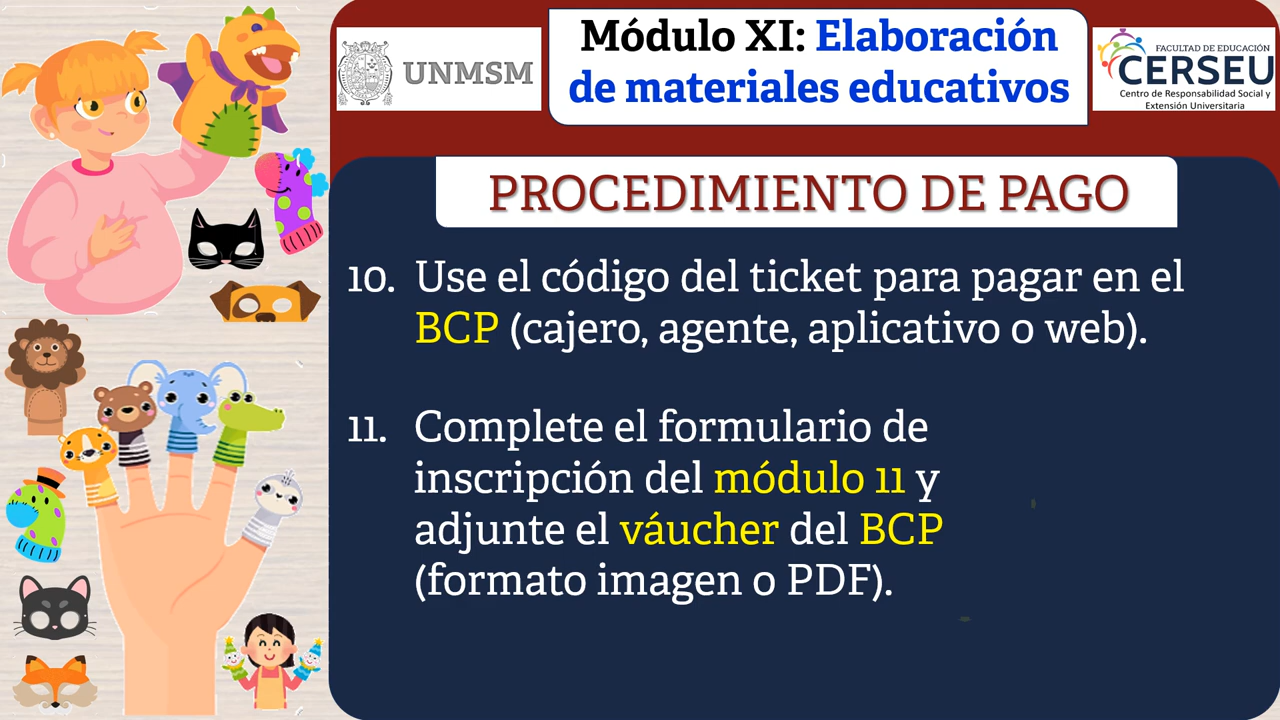 UNMSM
Módulo XI: Elaboración
de materiales educativos
FACULTAD DE EDUCACIÓN
CERSEU
Centro de Responsabilidad Social y
Extensión Universitaria
PROCEDIMIENTO DE PAGO
10. Use el código del ticket para pagar en el
BCP (cajero, agente, aplicativo o web).
11. Complete el formulario de
inscripción del módulo 11 y
adjunte el váucher del BCP
(formato imagen o PDF).